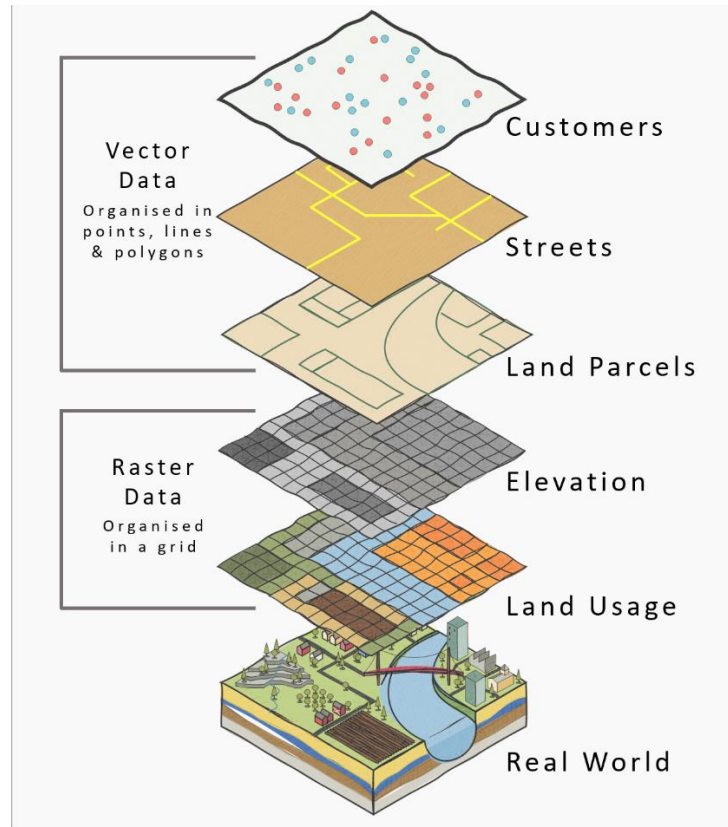 Customers
Vector
Data
Organised in
points, lines
& polygons
Streets
Land Parcels
Raster
Data
Organised
in a grid
Elevation
Land Usage
Real World